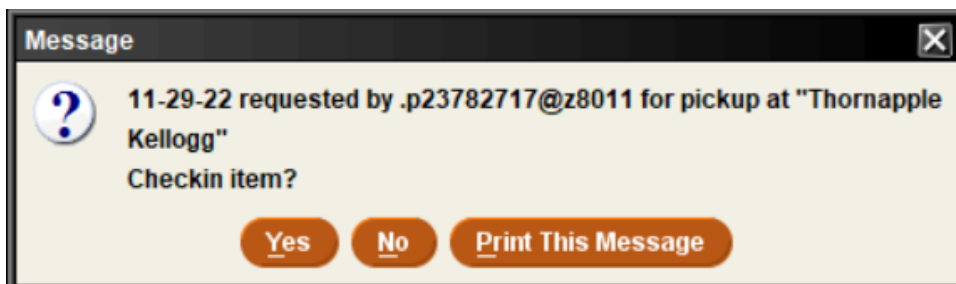 Message
11-29-22 requested by .p23782717@z8011 for pickup at "Thornapple
Kellogg"
Checkin item?
Yes No Print This Message